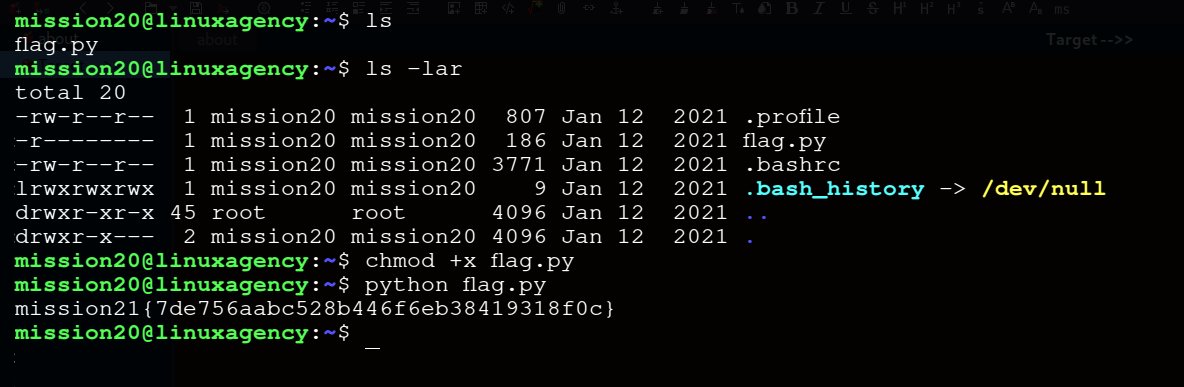 mission20@linuxagency:~$ ls
flag.py
about
about
Target -->>
mission20@linuxagency:~$ ls -lar
total 20
-rw-r--r-- 1 mission20 mission20 807 Jan 12 2021 .profile
-r-------- 1 mission20 mission20 186 Jan 12 2021 flag.py
-rw-r--r-- 1 mission20 mission20 3771 Jan 12 2021 .bashrc
lrwxrwxrwx 1 mission20 mission20 9 Jan 12 2021 .bash_history -> /dev/null
drwxr-xr-x 45 root root 4096 Jan 12 2021 ..
drwxr-x--- 2 mission20 mission20 4096 Jan 12 2021 .
mission20@linuxagency:~$ chmod +x flag.py
mission20@linuxagency:~$ python flag.py
mission21{7de756aabc528b446f6eb38419318f0c}
mission20@linuxagency:~$ _